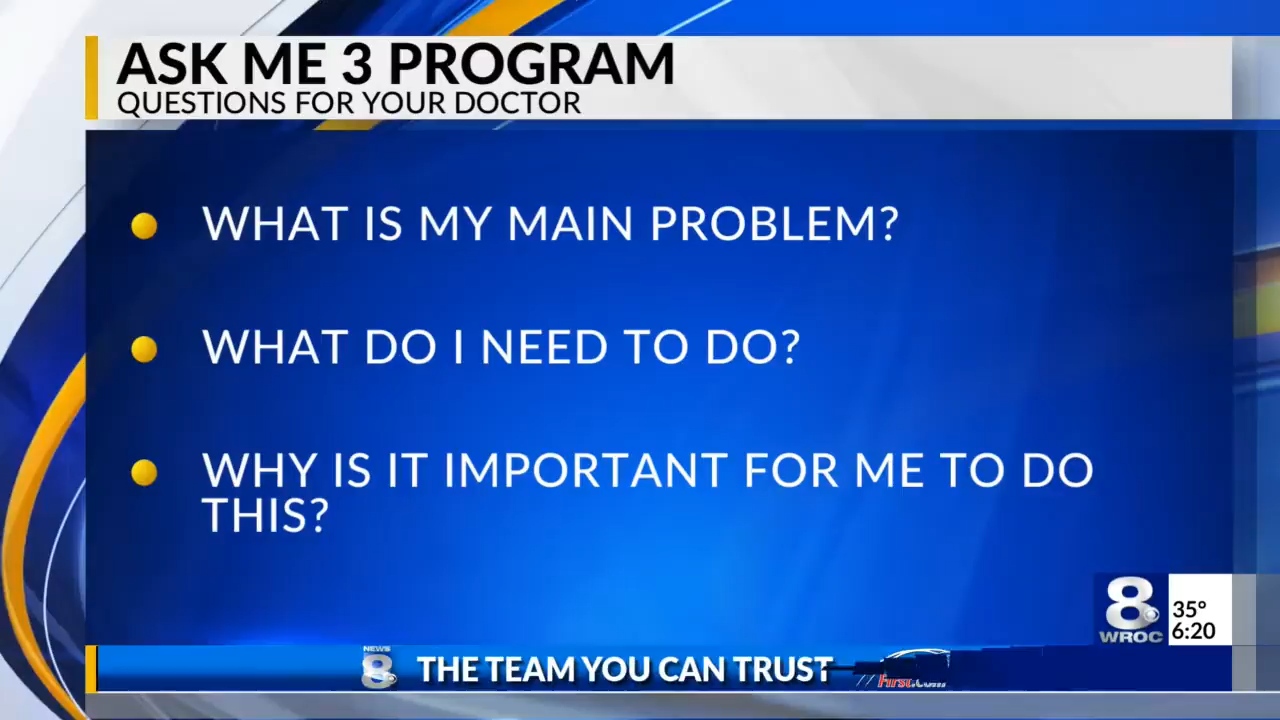 ASK ME 3 PROGRAM
QUESTIONS FOR YOUR DOCTOR
WHAT IS MY MAIN PROBLEM?
WHAT DO I NEED TO DO?
WHY IS IT IMPORTANT FOR ME TO DO
THIS?
8
WROC
35°
6:20
NEWS
8
THE TEAM YOU CAN TRUST
First